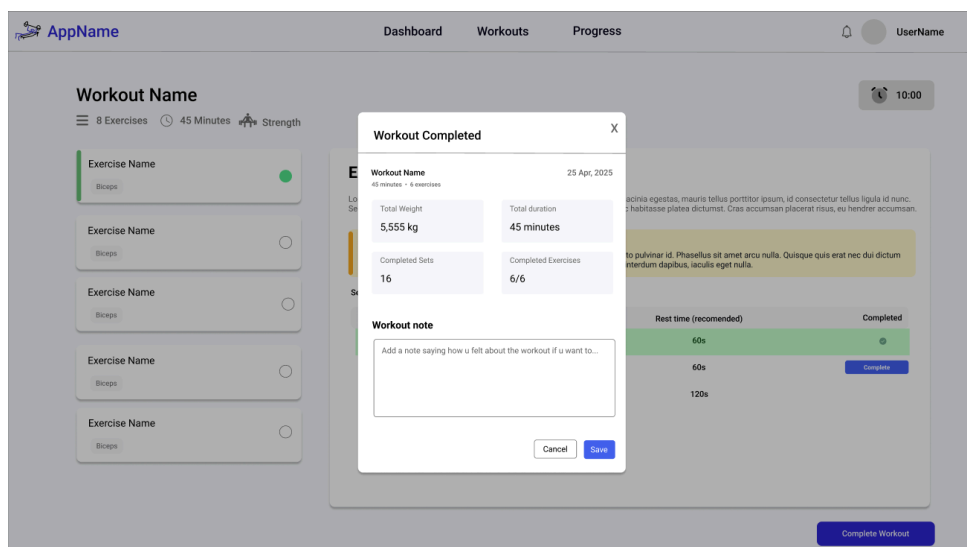 AppName
Dashboard
Workouts
Progress
UserName
Workout Name
8 Exercises
45 Minutes
Strength
10:00
Exercise Name
Biceps
Exercise Name
Biceps
Exercise Name
Biceps
Exercise Name
Biceps
Exercise Name
Biceps
Workout Completed
X
Workout Name
25 Apr, 2025
45 minutes • 6 exercises
Total Weight
5,555 kg
Total duration
45 minutes
Completed Sets
16
Completed Exercises
6/6
Workout note
Add a note saying how u felt about the workout if u want to...
Cancel
Save
acinia egestas, mauris tellus porttitor ipsum, id consectetur tellus ligula id nunc.
habitasse platea dictumst. Cras accumsan placerat risus, eu hendrer accumsan.
to pulvinar id. Phasellus sit amet arcu nulla. Quisque quis erat nec dui dictum
interdum dapibus, iaculis eget nulla.
Rest time (recomended)
Completed
60s
60s
Complete
120s
Complete Workout